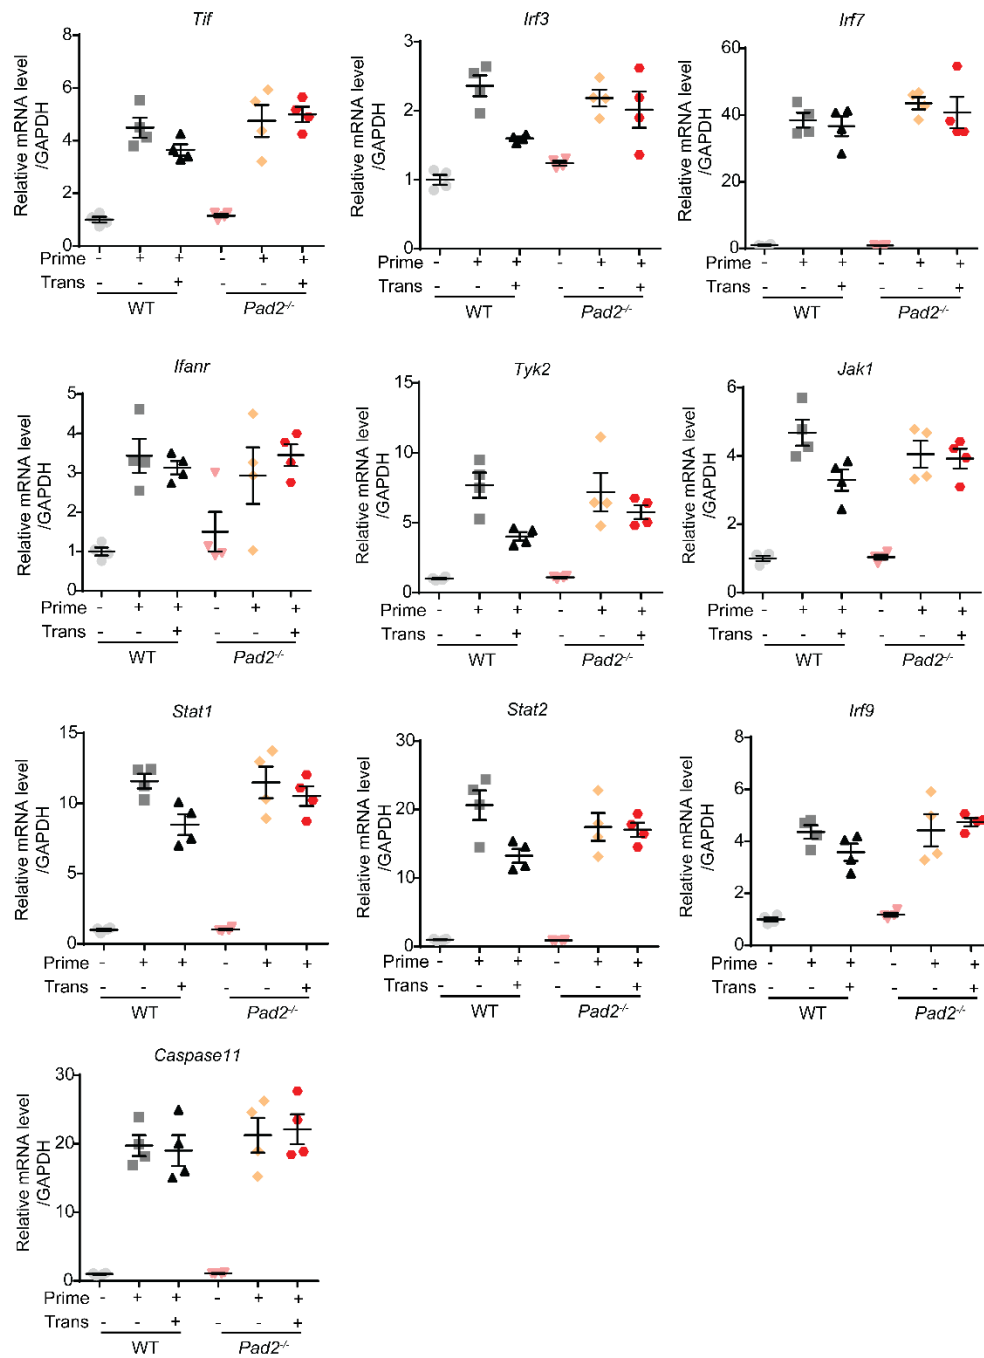 Tif
Relative mRNA level
/GAPDH
8
6
4
2
0
Prime - + + - + +
Trans - - + - - +
WT Pad2-/-
Irf3
Relative mRNA level
/GAPDH
3
2
1
0
Prime - + + - + +
Trans - - + - - +
WT Pad2-/-
Irf7
Relative mRNA level
/GAPDH
60
40
20
0
Prime - + + - + +
Trans - - + - - +
WT Pad2-/-
Ifanr
Relative mRNA level
/GAPDH
5
4
3
2
1
0
Prime - + + - + +
Trans - - + - - +
WT Pad2-/-
Tyk2
Relative mRNA level
/GAPDH
15
10
5
0
Prime - + + - + +
Trans - - + - - +
WT Pad2-/-
Jak1
Relative mRNA level
/GAPDH
6
4
2
0
Prime - + + - + +
Trans - - + - - +
WT Pad2-/-
Stat1
Relative mRNA level
/GAPDH
15
10
5
0
Prime - + + - + +
Trans - - + - - +
WT Pad2-/-
Stat2
Relative mRNA level
/GAPDH
30
20
10
0
Prime - + + - + +
Trans - - + - - +
WT Pad2-/-
Irf9
Relative mRNA level
/GAPDH
8
6
4
2
0
Prime - + + - + +
Trans - - + - - +
WT Pad2-/-
Caspase11
Relative mRNA level
/GAPDH
30
20
10
0
Prime - + + - + +
Trans - - + - - +
WT Pad2-/-